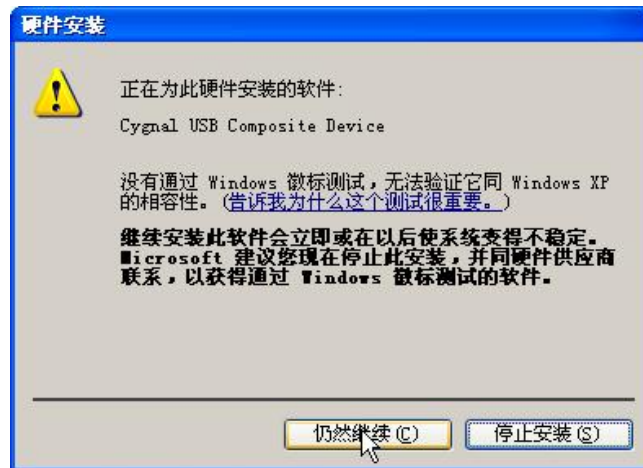 硬件安装
正在为此硬件安装的软件:
Cygnal USB Composite Device
没有通过 Windows 徽标测试，无法验证它同 Windows XP
的相容性。(告诉我为什么这个测试很重要。)
继续安装此软件会立即或在以后使系统变得不稳定。
Microsoft 建议您现在停止此安装，并同硬件供应商
联系，以获得通过 Windows 徽标测试的软件。
仍然继续(C)
停止安装(S)